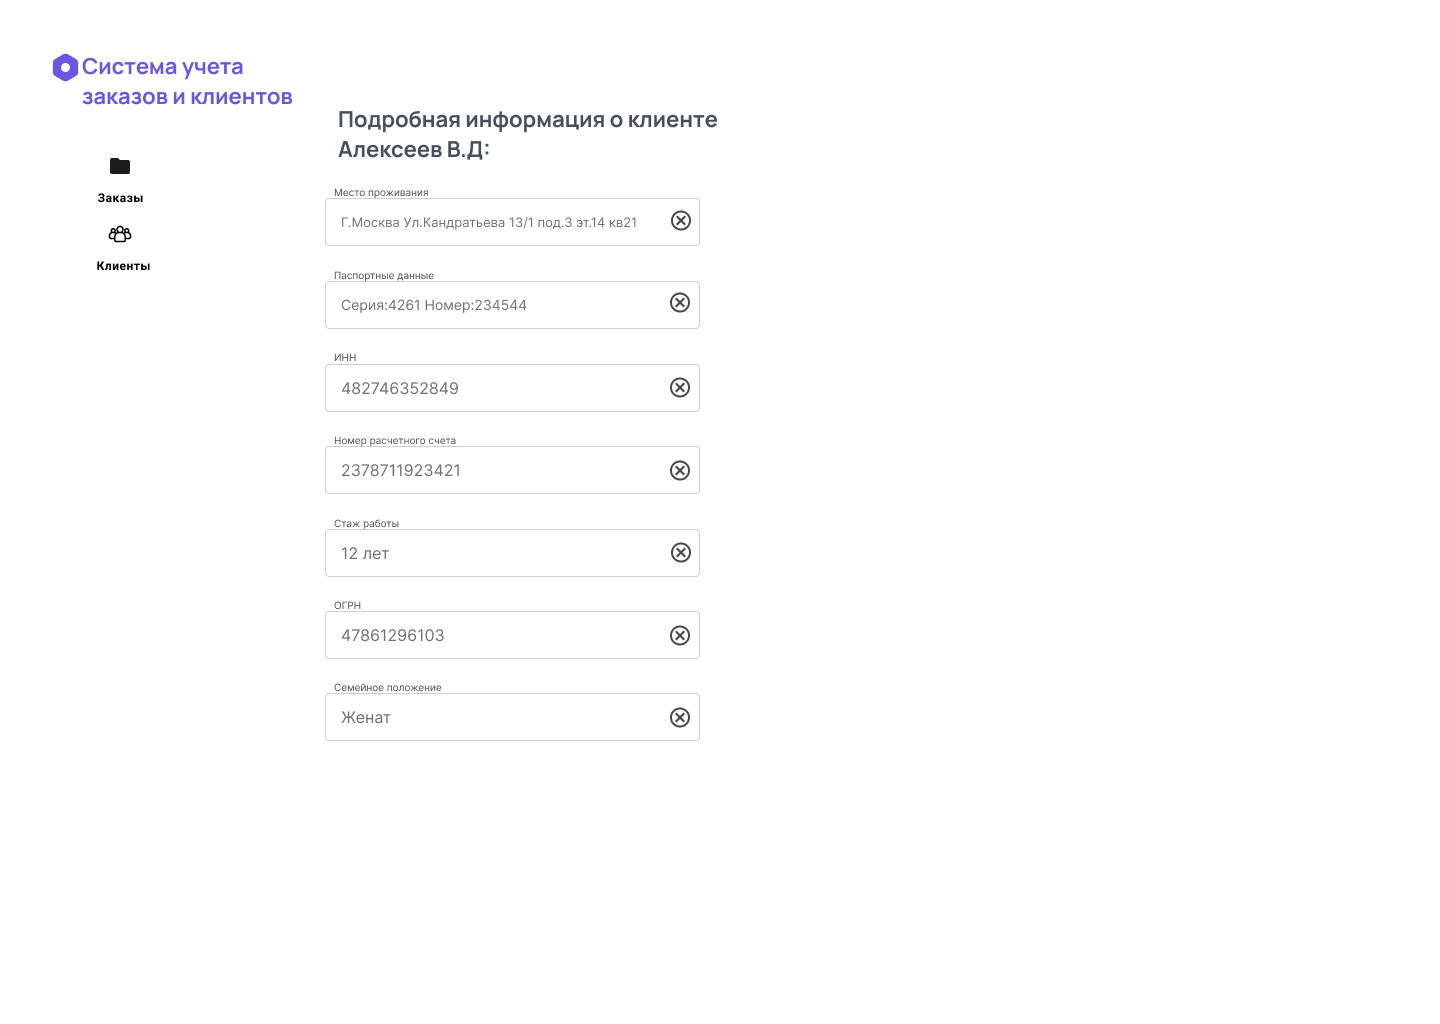 Система учета
заказов и клиентов
Заказы
Клиенты
Подробная информация о клиенте
Алексеев В.Д:
Место проживания
Г.Москва Ул.Кандратьева 13/1 под.3 эт.14 кв21
Паспортные данные
Серия:4261 Номер:234544
ИНН
482746352849
Номер расчетного счета
2378711923421
Стаж работы
12 лет
ОГРН
47861296103
Семейное положение
Женат